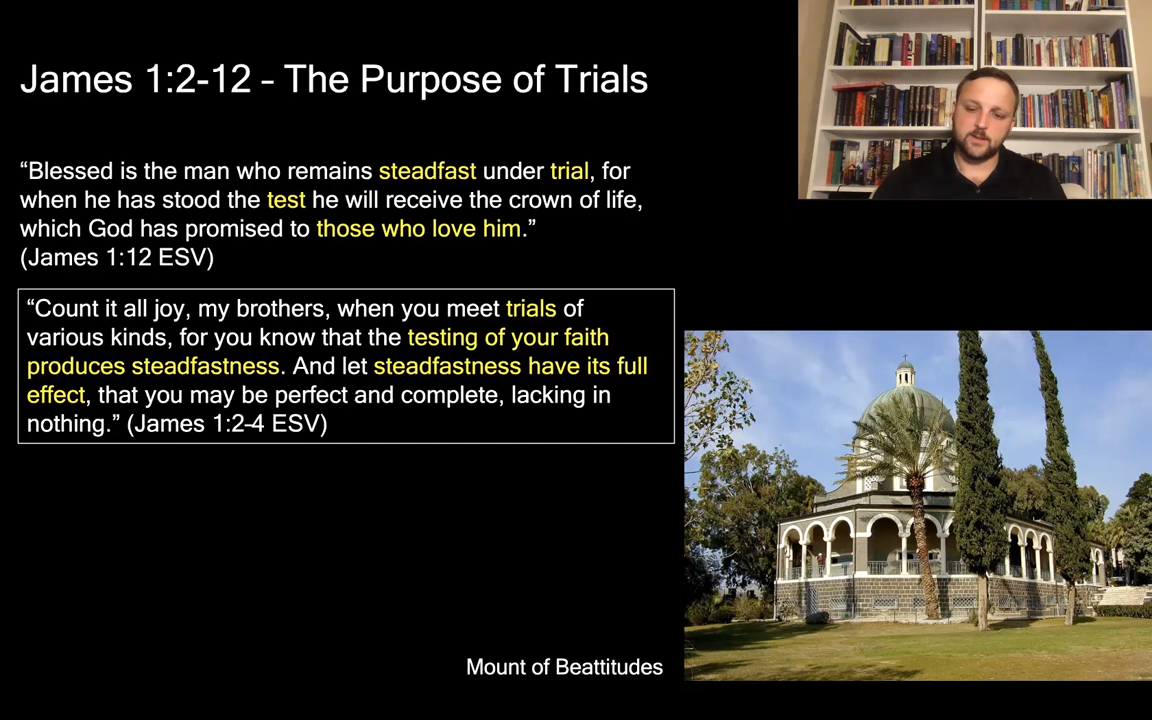 James 1:2-12 – The Purpose of Trials
“Blessed is the man who remains steadfast under trial, for
when he has stood the test he will receive the crown of life,
which God has promised to those who love him.”
(James 1:12 ESV)
“Count it all joy, my brothers, when you meet trials of
various kinds, for you know that the testing of your faith
produces steadfastness. And let steadfastness have its full
effect, that you may be perfect and complete, lacking in
nothing.” (James 1:2-4 ESV)
Mount of Beattitudes